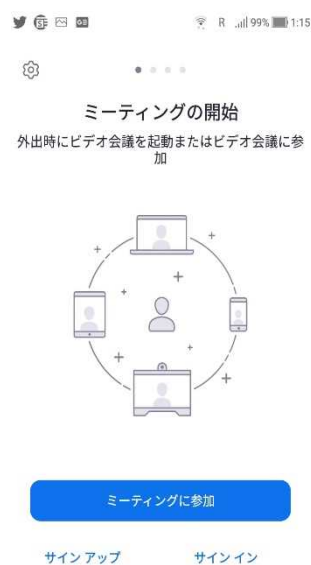 R 99% 1:15
ミーティングの開始
外出時にビデオ会議を起動またはビデオ会議に参
加
ミーティングに参加
サイン アップ サイン イン